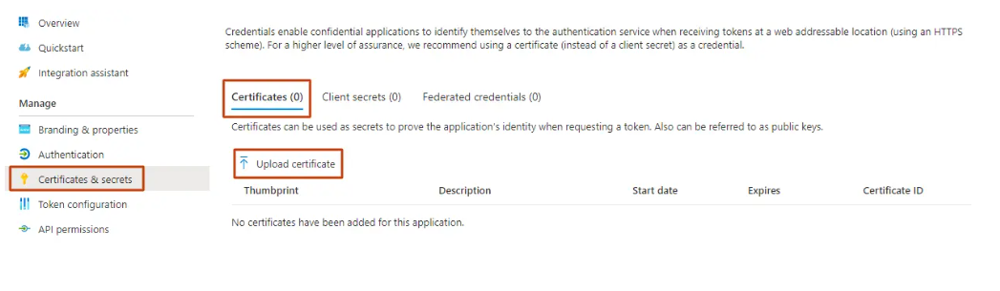 Overview
Quickstart
Integration assistant
Manage
Branding & properties
Authentication
Certificates & secrets
Token configuration
API permissions
Credentials enable confidential applications to identify themselves to the authentication service when receiving tokens at a web addressable location (using an HTTPS
scheme). For a higher level of assurance, we recommend using a certificate (instead of a client secret) as a credential.
Certificates (0) Client secrets (0) Federated credentials (0)
Certificates can be used as secrets to prove the application's identity when requesting a token. Also can be referred to as public keys.
Upload certificate
Thumbprint Description Start date Expires Certificate ID
No certificates have been added for this application.